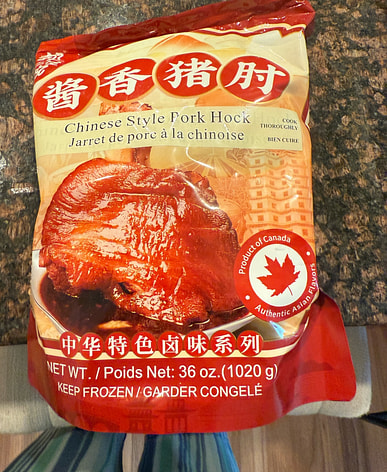 酱香猪肘
Chinese Style Pork Hock
Jarret de porc à la chinoise
COOK
THOROUGHLY
BIEN CUIRE
Product of Canada
Authentic Asian Flavors
中华特色卤味系列
NET WT. / Poids Net: 36 oz.(1020 g)
KEEP FROZEN / GARDER CONGELÉ